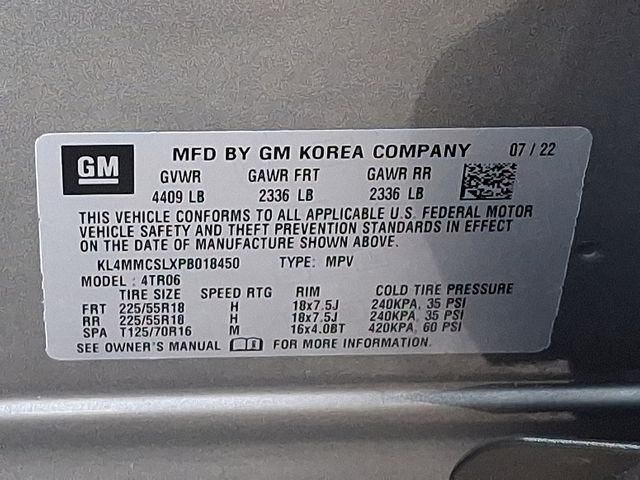 GM MFD BY GM KOREA COMPANY 07 / 22
GVWR GAWR FRT GAWR RR
4409 LB 2336 LB 2336 LB
THIS VEHICLE CONFORMS TO ALL APPLICABLE U.S. FEDERAL MOTOR
VEHICLE SAFETY AND THEFT PREVENTION STANDARDS IN EFFECT
ON THE DATE OF MANUFACTURE SHOWN ABOVE.
KL4MMCSLXPB018450 TYPE: MPV
MODEL : 4TR06
TIRE SIZE SPEED RTG RIM COLD TIRE PRESSURE
FRT 225/55R18 H 18x7.5J 240KPA, 35 PSI
RR 225/55R18 H 18x7.5J 240KPA, 35 PSI
SPA T125/70R16 M 16x4.0BT 420KPA, 60 PSI
SEE OWNER'S MANUAL FOR MORE INFORMATION.